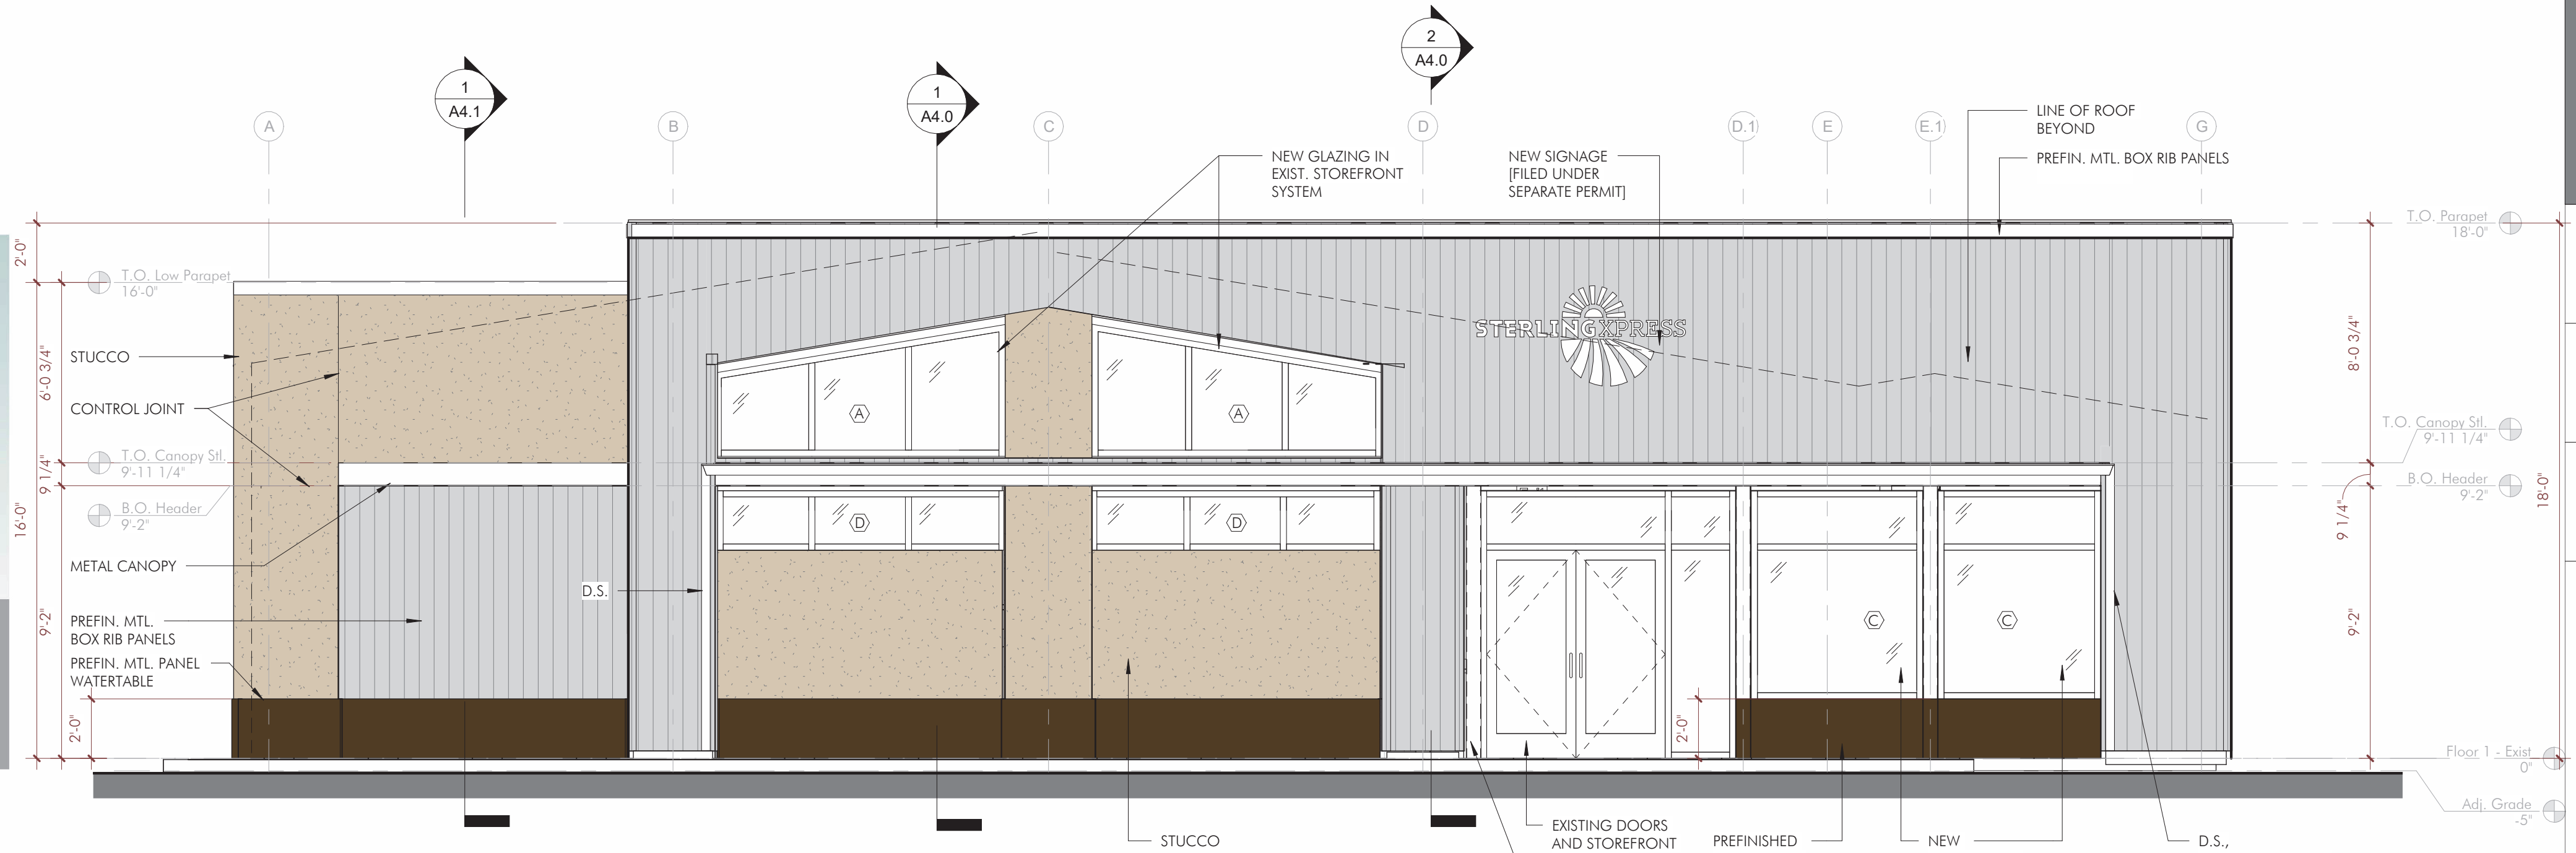 2
A4.0
1
A4.1
1
A4.0
A
B
C
D
D.1
E
E.1
G
LINE OF ROOF
BEYOND
PREFIN. MTL. BOX RIB PANELS
NEW GLAZING IN
EXIST. STOREFRONT
SYSTEM
NEW SIGNAGE
[FILED UNDER
SEPARATE PERMIT]
T.O. Parapet
18'-0"
2'-0"
T.O. Low Parapet
16'-0"
STERLINGXPRESS
STUCCO
6'-0 3/4"
8'-0 3/4"
CONTROL JOINT
A
A
T.O. Canopy Stl.
9'-11 1/4"
T.O. Canopy Stl.
9'-11 1/4"
9 1/4"
B.O. Header
9'-2"
B.O. Header
9'-2"
16'-0"
18'-0"
9 1/4"
D
D
METAL CANOPY
D.S.
9'-2"
9'-2"
PREFIN. MTL.
BOX RIB PANELS
C
C
PREFIN. MTL. PANEL
WATERTABLE
2'-0"
2'-0"
Floor 1 - Exist
0"
Adj. Grade
-5"
STUCCO
EXISTING DOORS
AND STOREFRONT
PREFINISHED
NEW
D.S.,